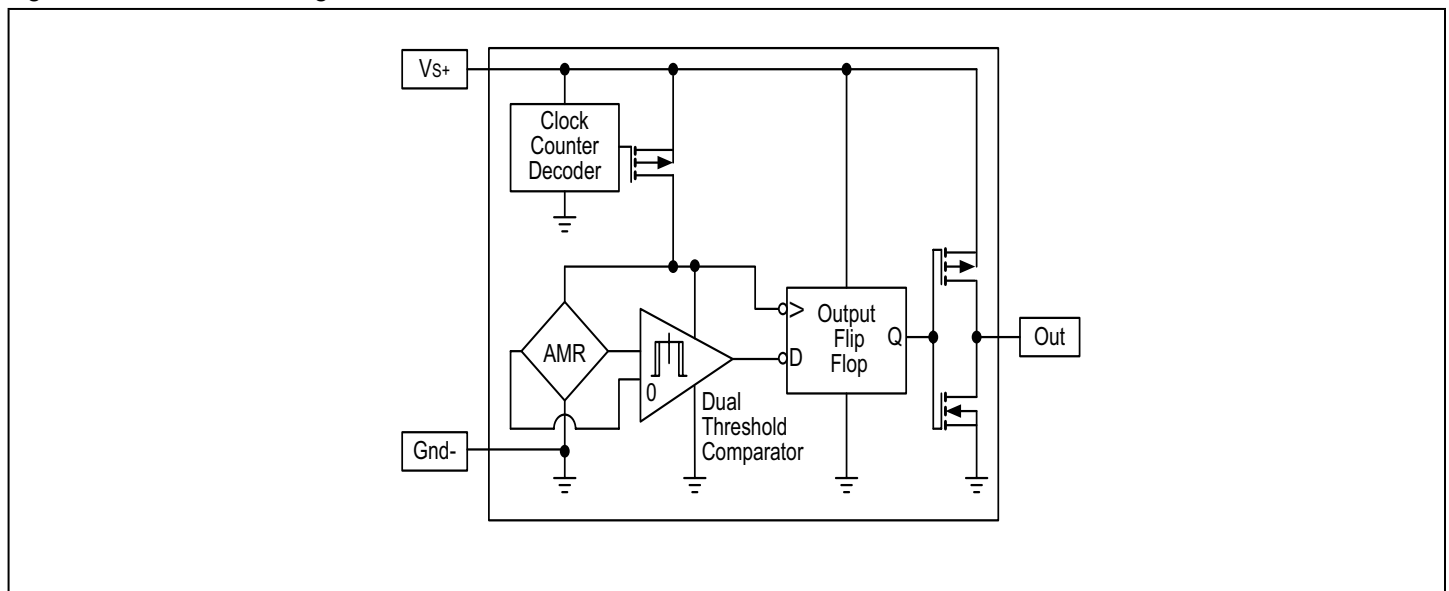 Vs+
Clock
Counter
Decoder
AMR
0
Dual
Threshold
Comparator
>
D
Output
Flip
Flop
Q
Out
Gnd-